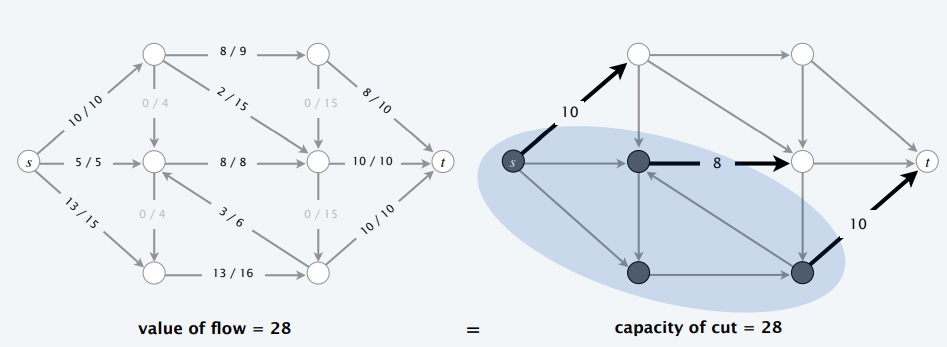 8 / 9
10 / 10
0 / 4
2 / 15
0 / 15
8 / 10
s
5 / 5
8 / 8
10 / 10
t
13 / 15
0 / 4
3 / 6
0 / 15
10 / 10
13 / 16
value of flow = 28
=
10
s
8
t
10
capacity of cut = 28